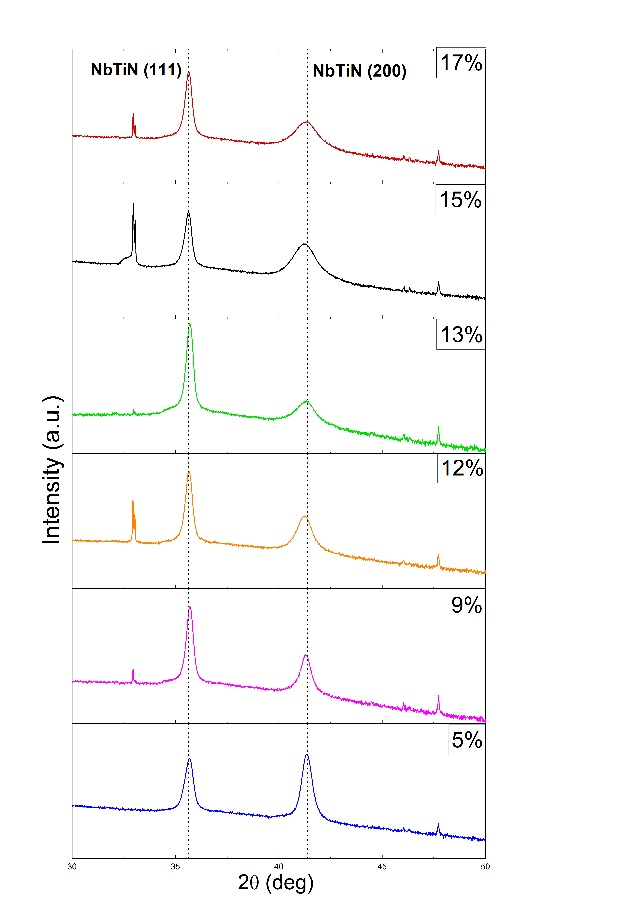 NbTiN (111)
NbTiN (200)
17%
15%
13%
12%
9%
5%
Intensity (a.u.)
30 35 40 45 50
2θ (deg)